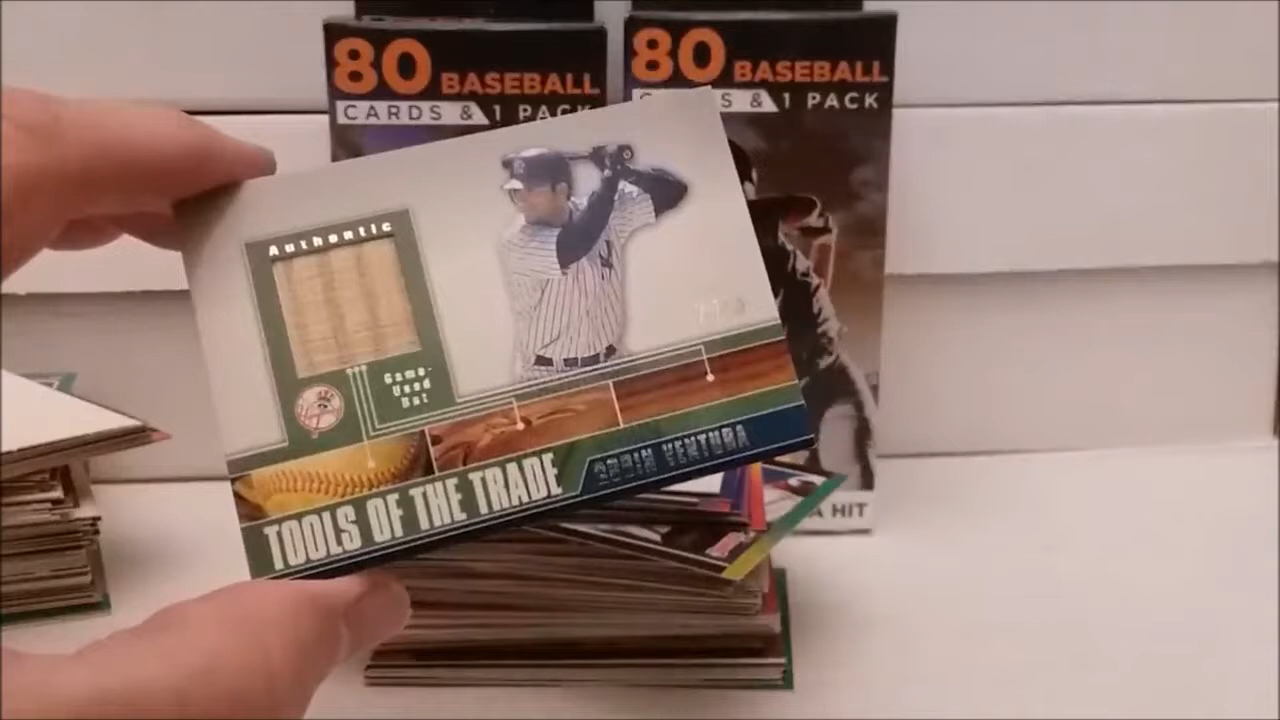 80 BASEBALL
CARDS & 1 PACK
80 BASEBALL
S & 1 PACK
Authentic
Game-
Used
Bat
TOOLS OF THE TRADE
ROBIN VENTURA
A HIT